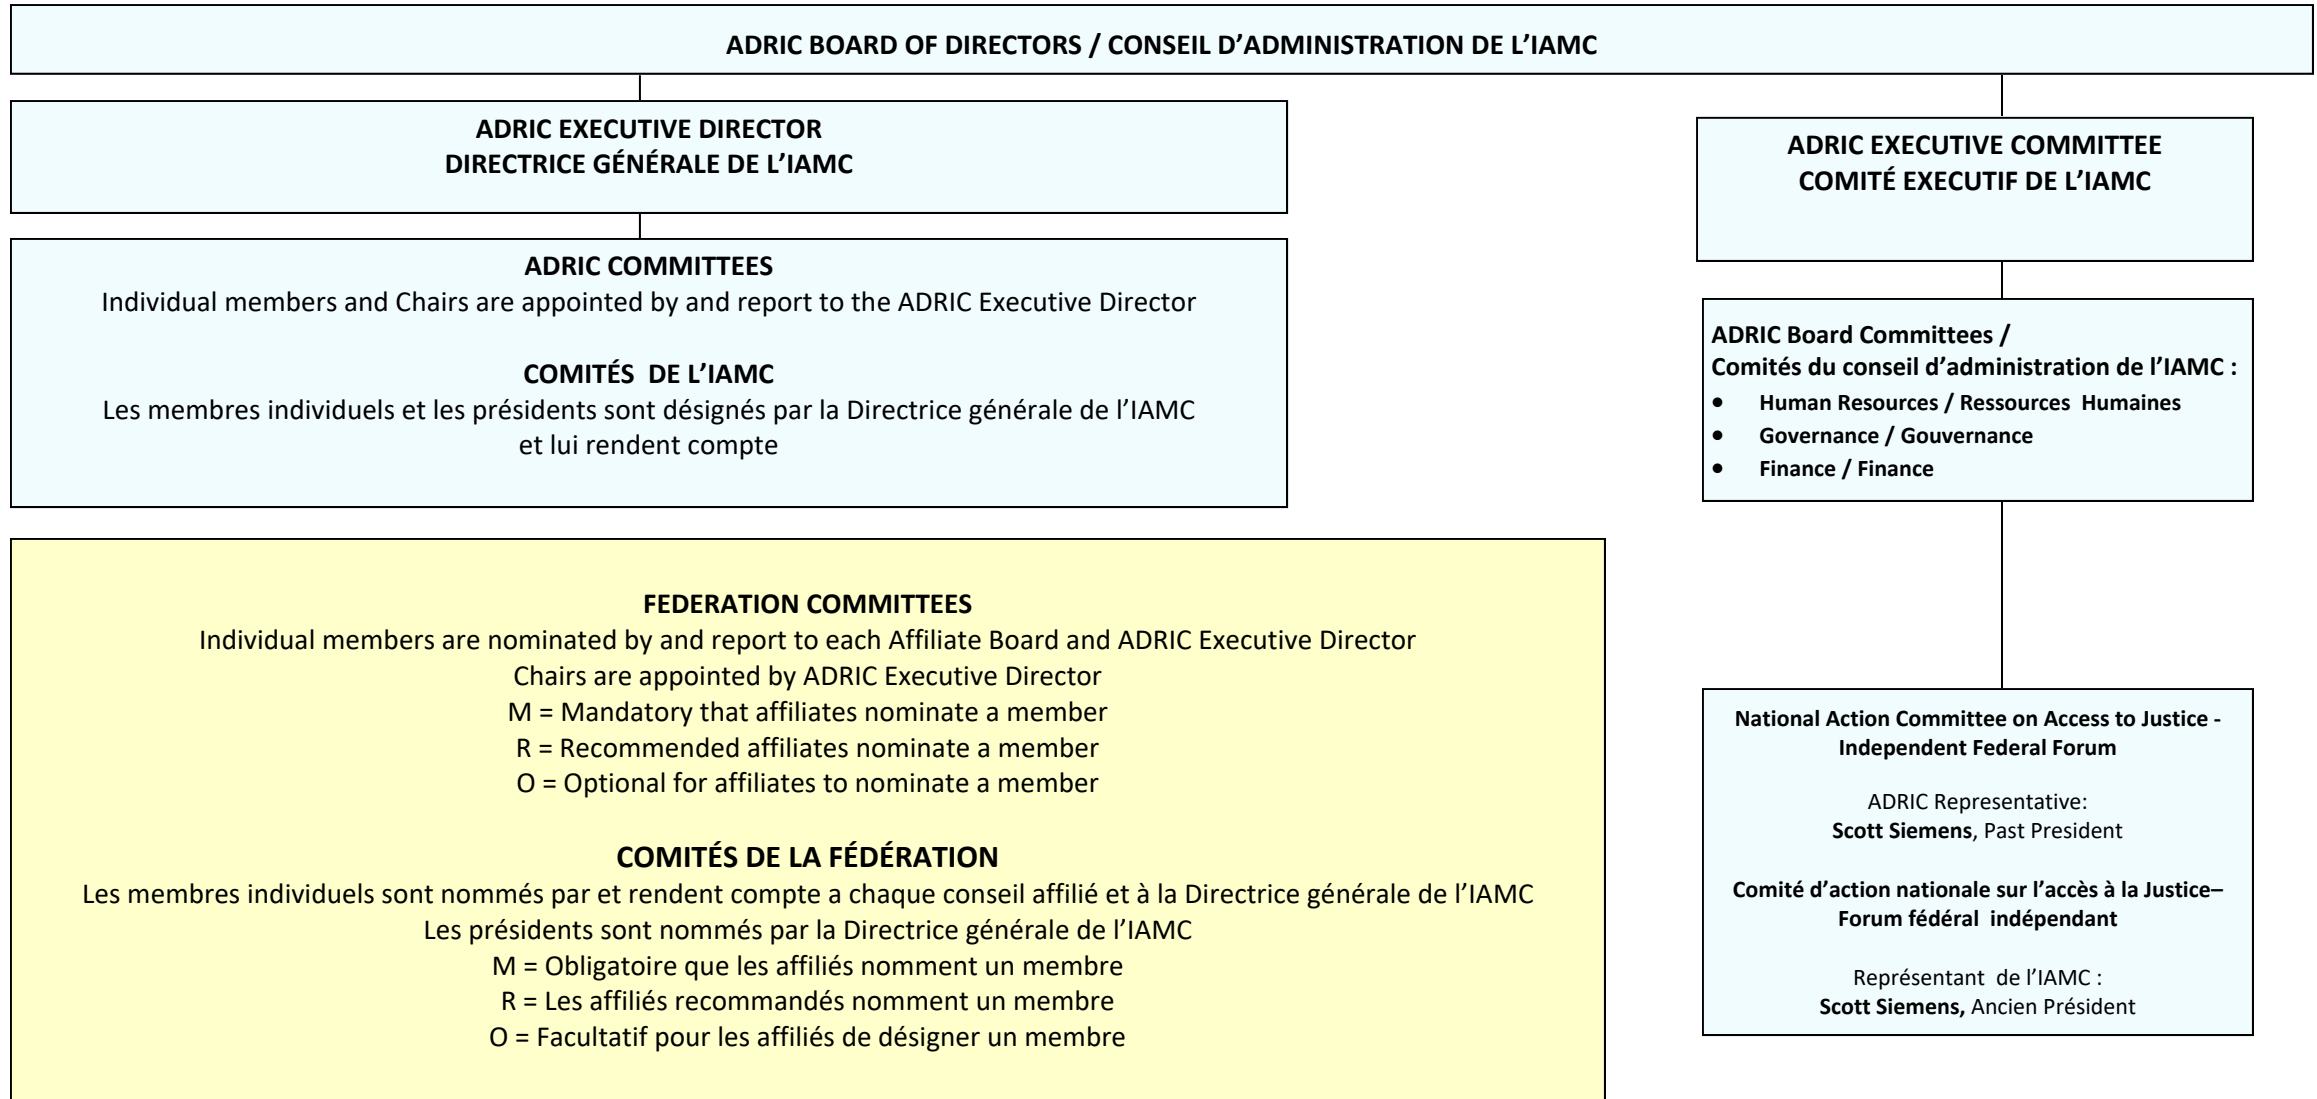 ADRIC BOARD OF DIRECTORS / CONSEIL D’ADMINISTRATION DE L’IAMC
ADRIC EXECUTIVE DIRECTOR
DIRECTRICE GÉNÉRALE DE L’IAMC
ADRIC COMMITTEES
Individual members and Chairs are appointed by and report to the ADRIC Executive Director
COMITÉS DE L’IAMC
Les membres individuels et les présidents sont désignés par la Directrice générale de l’IAMC
et lui rendent compte
FEDERATION COMMITTEES
Individual members are nominated by and report to each Affiliate Board and ADRIC Executive Director
Chairs are appointed by ADRIC Executive Director
M = Mandatory that affiliates nominate a member
R = Recommended affiliates nominate a member
O = Optional for affiliates to nominate a member
COMITÉS DE LA FÉDÉRATION
Les membres individuels sont nommés par et rendent compte a chaque conseil affilié et à la Directrice générale de l’IAMC
Les présidents sont nommés par la Directrice générale de l’IAMC
M = Obligatoire que les affiliés nomment un membre
R = Les affiliés recommandés nomment un membre
O = Facultatif pour les affiliés de désigner un membre
ADRIC EXECUTIVE COMMITTEE
COMITÉ EXECUTIF DE L’IAMC
ADRIC Board Committees /
Comités du conseil d’administration de l’IAMC :
• Human Resources / Ressources Humaines
• Governance / Gouvernance
• Finance / Finance
National Action Committee on Access to Justice -
Independent Federal Forum
ADRIC Representative:
Scott Siemens, Past President
Comité d’action nationale sur l’accès à la Justice–
Forum fédéral indépendant
Représentant de l’IAMC :
Scott Siemens, Ancien Président